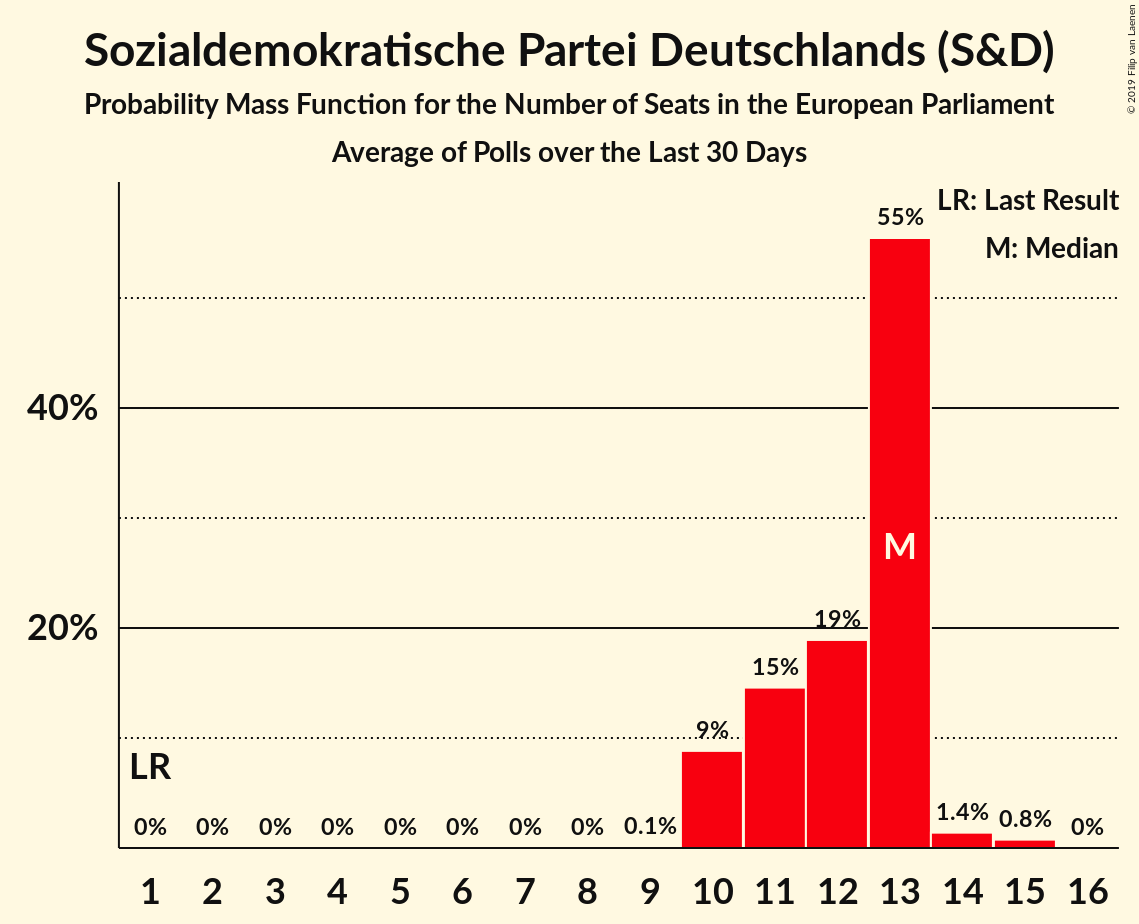 Sozialdemokratische Partei Deutschlands (S&D)
Probability Mass Function for the Number of Seats in the European Parliament
Average of Polls over the Last 30 Days
© 2019 Filip van Laenen
LR: Last Result
M: Median
55%
40%
M
20%
19%
15%
9%
LR
0% 0% 0% 0% 0% 0% 0% 0% 0.1% 1.4% 0.8% 0%
1 2 3 4 5 6 7 8 9 10 11 12 13 14 15 16